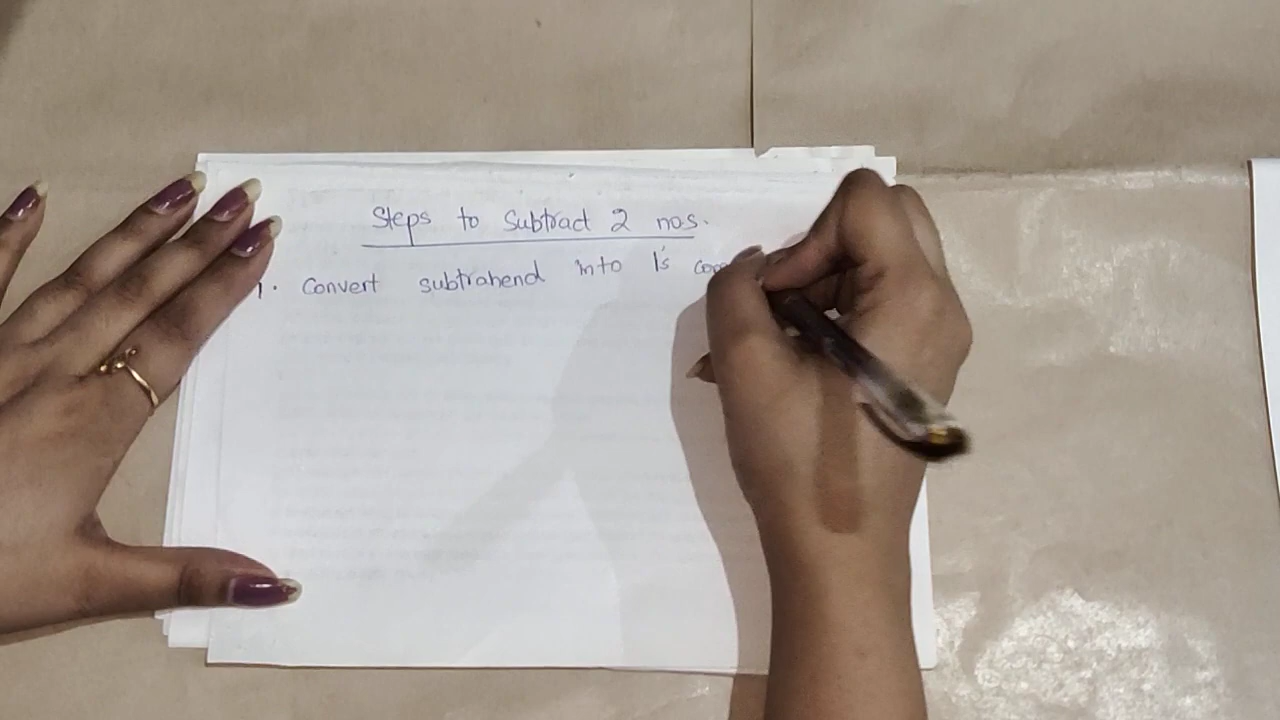 Steps to Subtract 2 nos.
1. Convert subtrahend into 1's